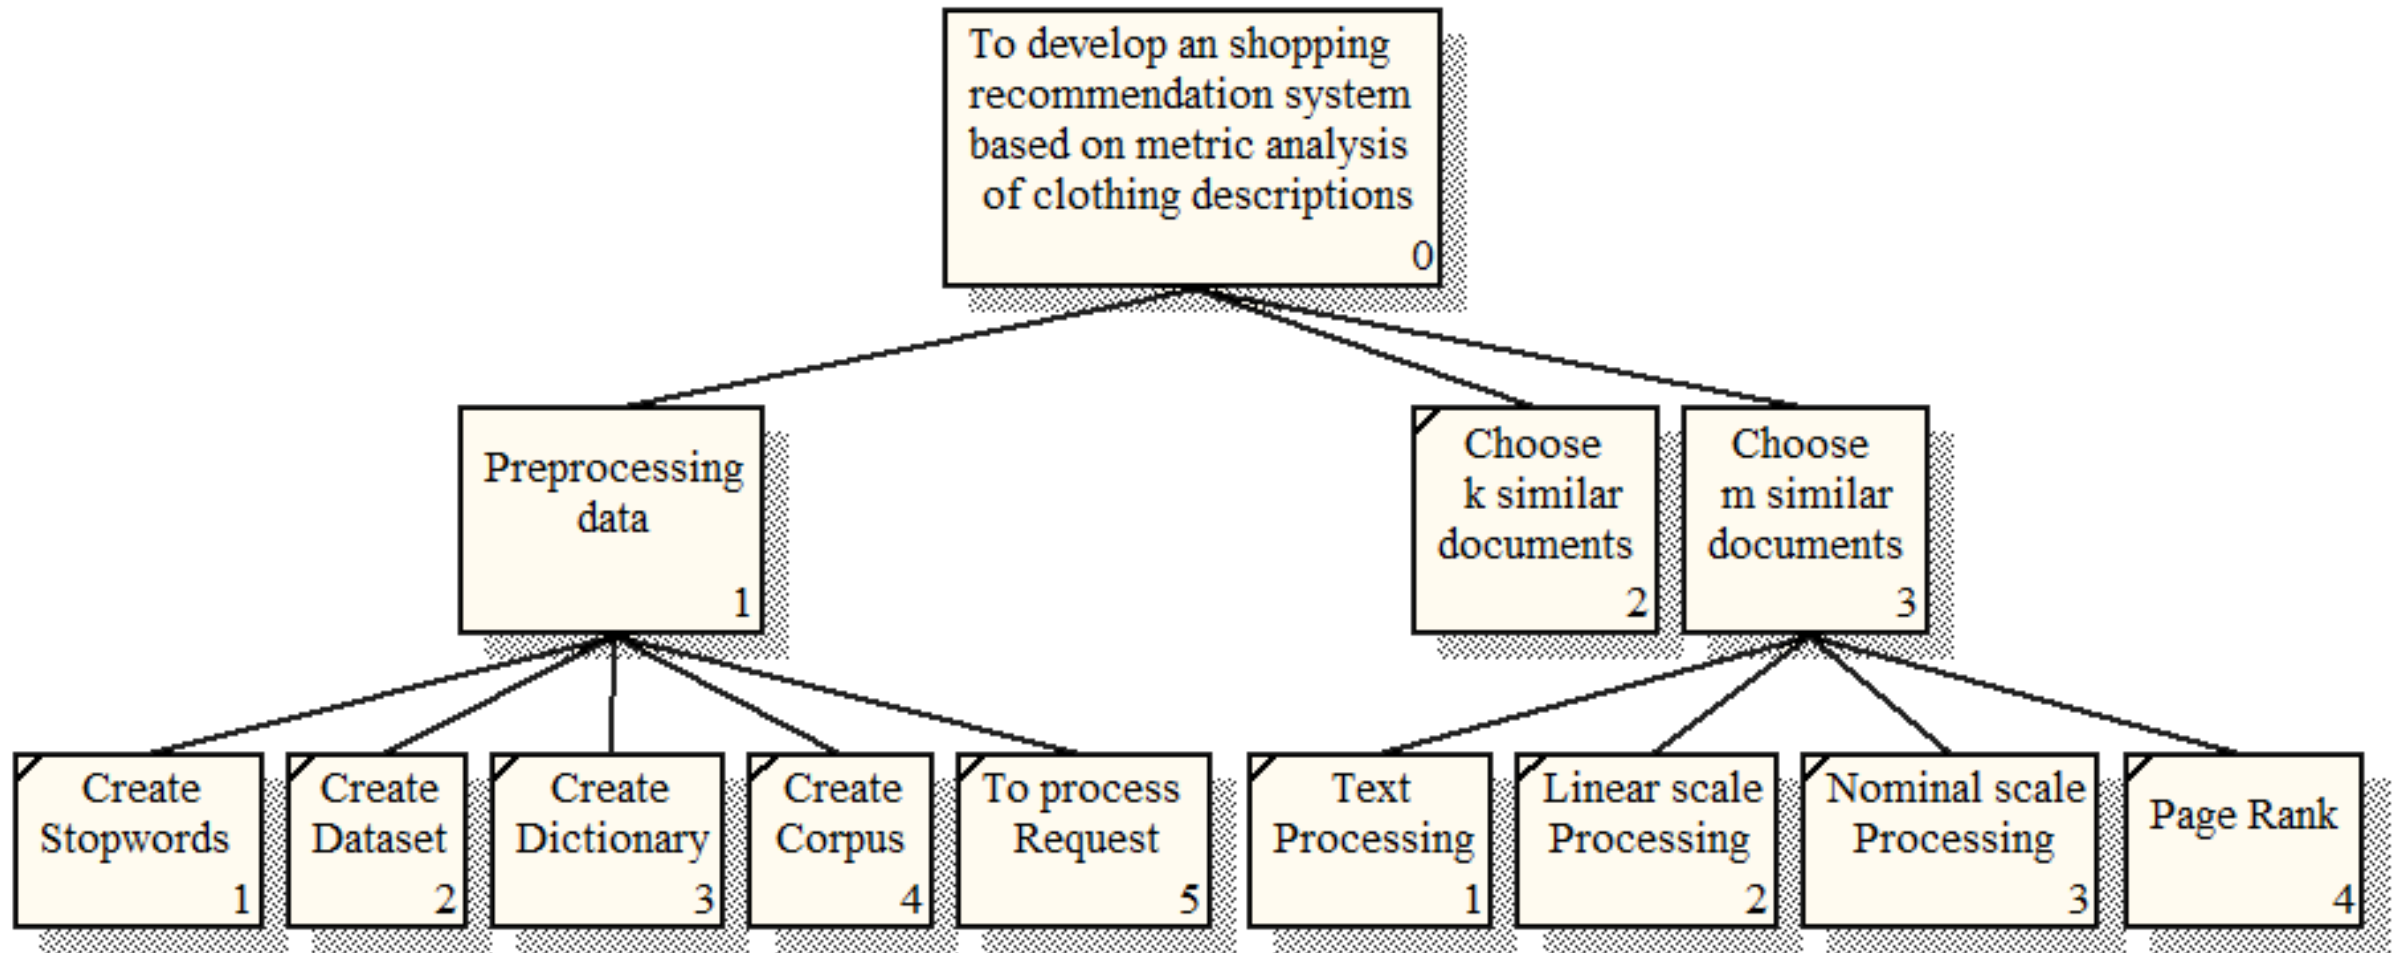 To develop an shopping
recommendation system
based on metric analysis
of clothing descriptions
0
Preprocessing
data
1
Choose
k similar
documents
2
Choose
m similar
documents
3
Create
Stopwords
1
Create
Dataset
2
Create
Dictionary
3
Create
Corpus
4
To process
Request
5
Text
Processing
1
Linear scale
Processing
2
Nominal scale
Processing
3
Page Rank
4